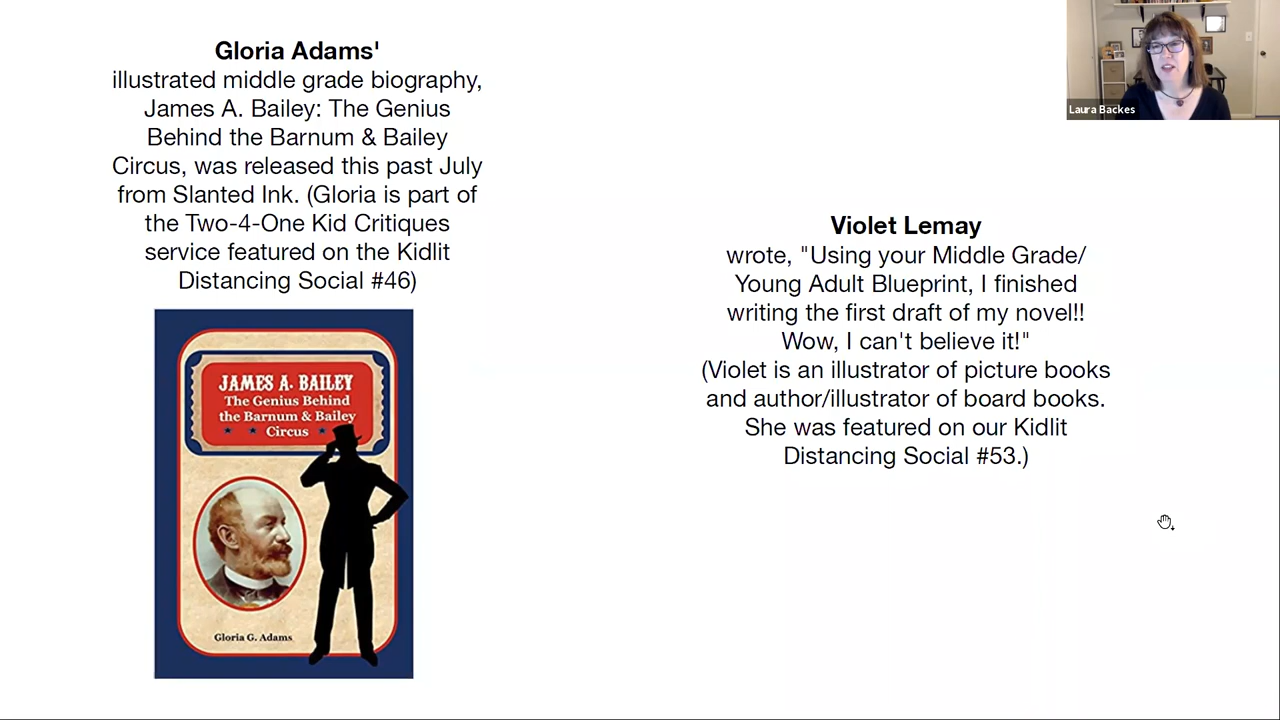 Gloria Adams'
illustrated middle grade biography,
James A. Bailey: The Genius
Behind the Barnum & Bailey
Circus, was released this past July
from Slanted Ink. (Gloria is part of
the Two-4-One Kid Critiques
service featured on the Kidlit
Distancing Social #46)
JAMES A. BAILEY
The Genius Behind
the Barnum & Bailey
Circus
Gloria G. Adams
Violet Lemay
wrote, "Using your Middle Grade/
Young Adult Blueprint, I finished
writing the first draft of my novel!!
Wow, I can't believe it!"
(Violet is an illustrator of picture books
and author/illustrator of board books.
She was featured on our Kidlit
Distancing Social #53.)
Laura Backes